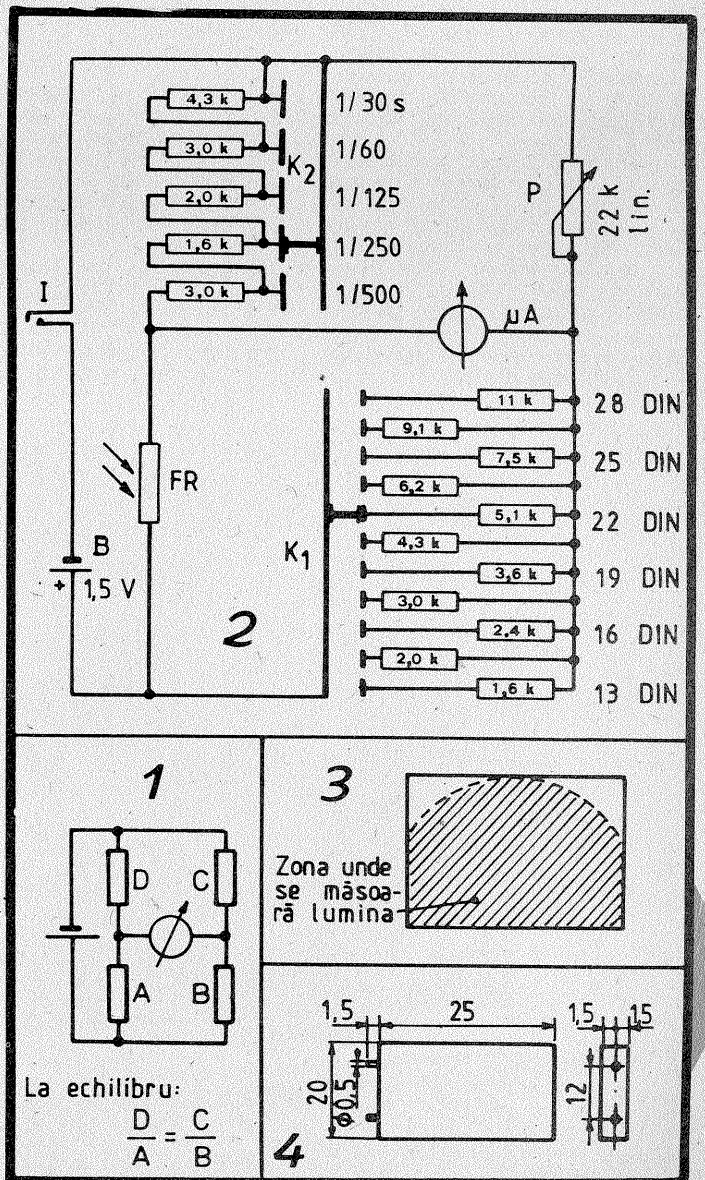 4,3 k
1/30 s
3,0 k
K2
1/60
2,0 k
1/125
P
22 k
lin.
1,6 k
1/250
I
3,0 k
1/500
µA
11 k
28 DIN
9,1 k
7,5 k
25 DIN
FR
6,2 k
5,1 k
22 DIN
B
K1
4,3 k
+ 1,5 V
3,6 k
19 DIN
2
3,0 k
2,4 k
16 DIN
2,0 k
1,6 k
13 DIN
1
D
C
A
B
La echilibru:
D/A = C/B
3
Zona unde
se măsoa-
ră lumina
1,5
25
1,5
15
20
ϕ0,5
12
4